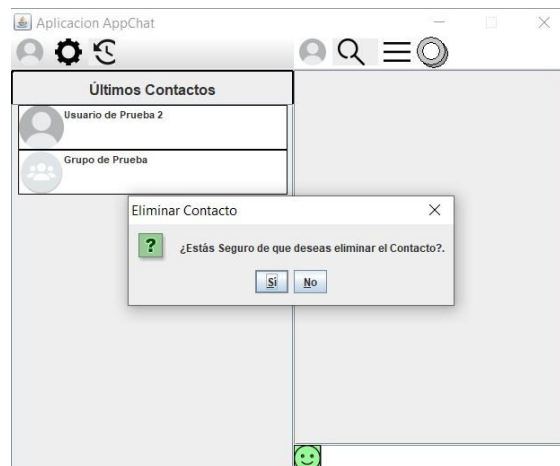 Aplicacion AppChat
Últimos Contactos
Usuario de Prueba 2
Grupo de Prueba
Eliminar Contacto
¿Estás Seguro de que deseas eliminar el Contacto?.
Sí No